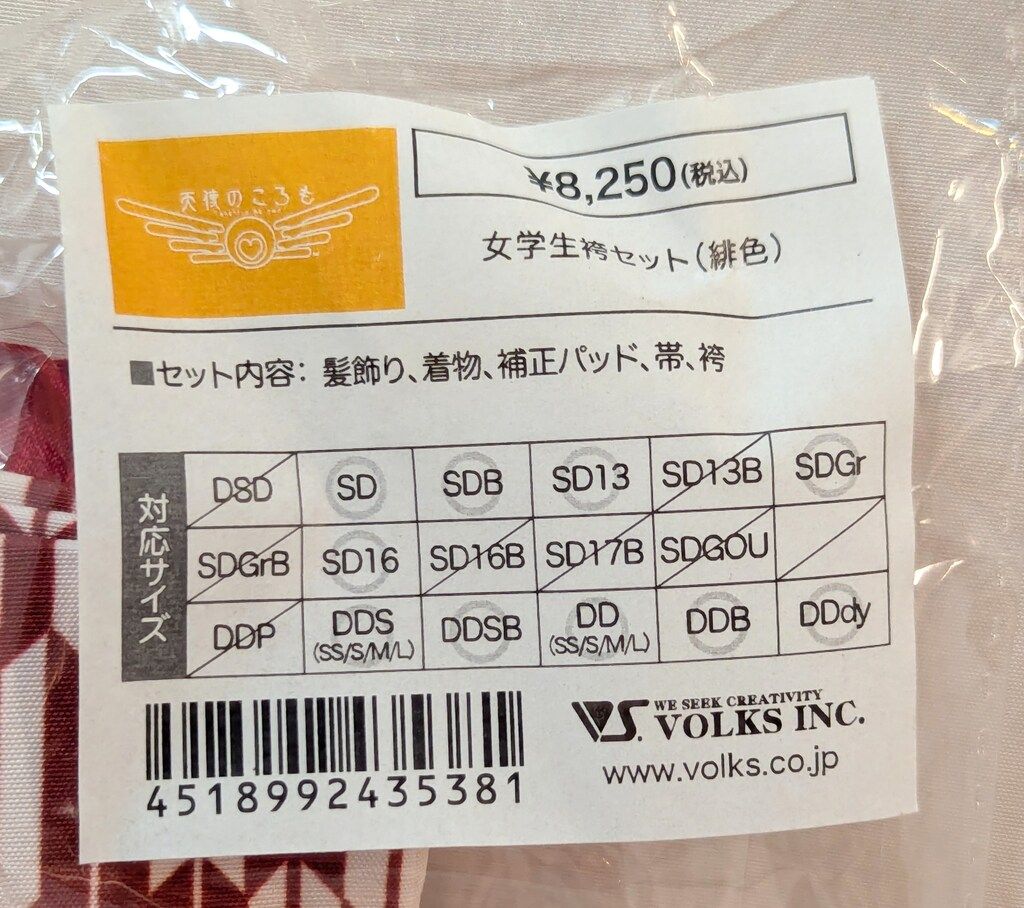 天使のころも
¥8,250(税込)
女学生袴セット(緋色)
■セット内容: 髪飾り、着物、補正パッド、帯、袴
対応サイズ
DSD SD SDB SD13 SD13B SDGr
SDGrB SD16 SD16B SD17B SDGOU
DDP DDS DDSB DD DDB DDdy
(SS/S/M/L) (SS/S/M/L)
4518992435381
VS. WE SEEK CREATIVITY
VOLKS INC.
www.volks.co.jp